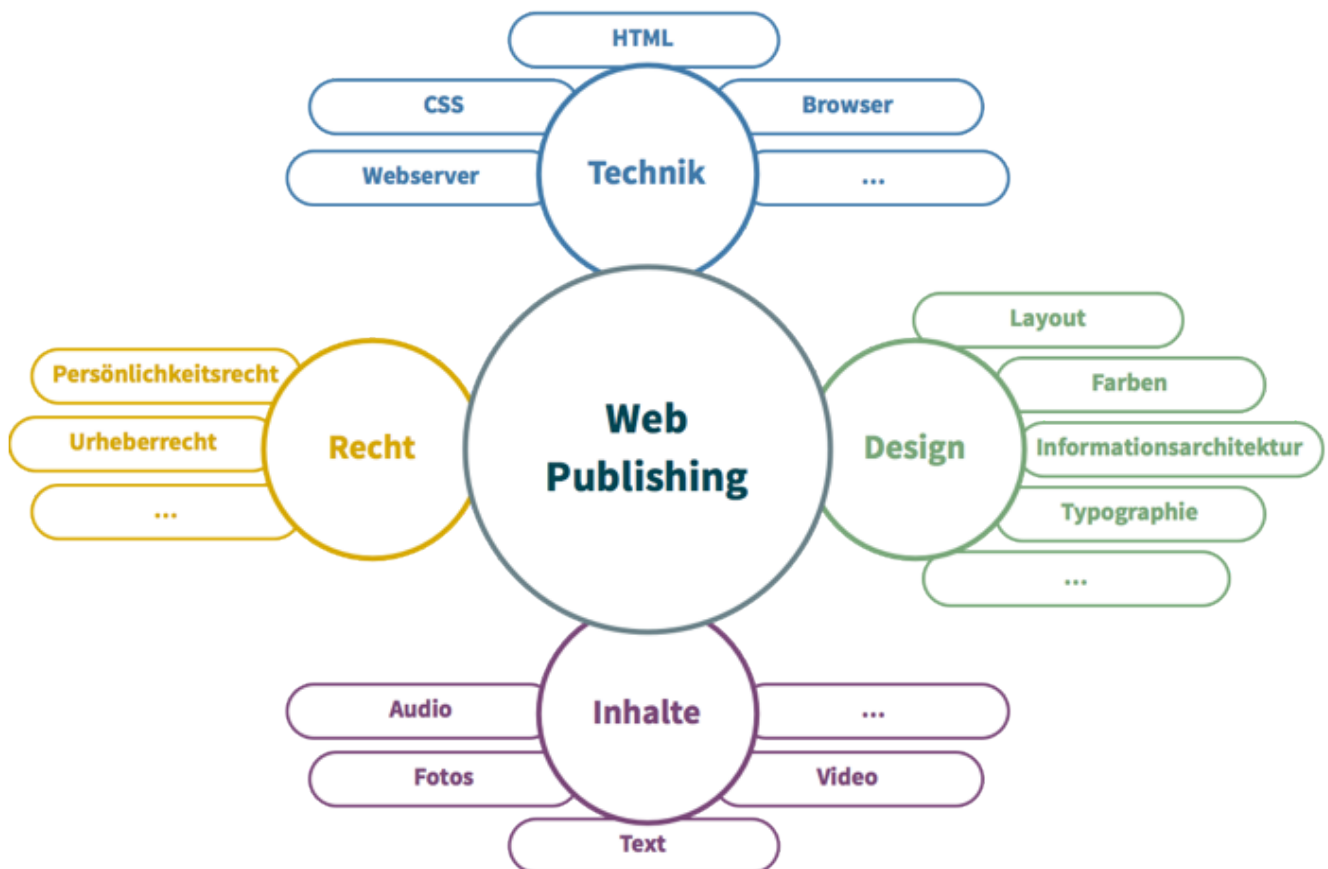 HTML
CSS
Browser
Technik
Webserver
...
Layout
Persönlichkeitsrecht
Farben
Urheberrecht
Recht
Web
Publishing
Design
Informationsarchitektur
...
Typographie
...
Audio
Inhalte
...
Fotos
Video
Text